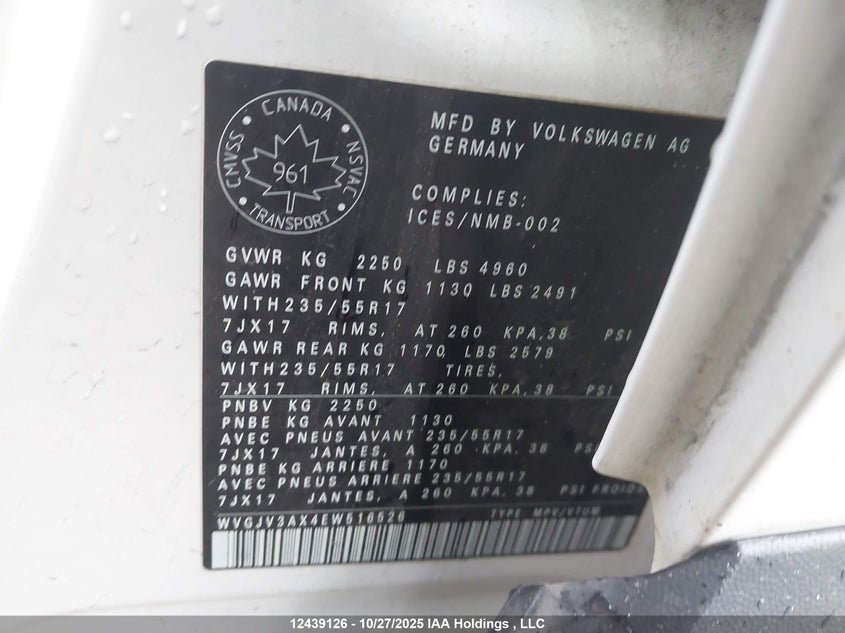 CANADA
CMVSS
NSVAC
961
TRANSPORT
MFD BY VOLKSWAGEN AG
GERMANY
COMPLIES:
ICES/NMB-002
GVWR KG 2250 LBS 4960
GAWR FRONT KG 1130 LBS 2491
WITH235/55R17
7JX17 RIMS, AT 260 KPA,38 PSI
GAWR REAR KG 1170, LBS 2579
WITH235/55R17 TIRES,
7JX17 RIMS, AT 260 KPA,38 PSI
PNBV KG 2250
PNBE KG AVANT 1130
AVEC PNEUS AVANT 235/55R17
7JX17 JANTES, A 260 KPA, 38
PNBE KG ARRIERE 1170
AVEC PNEUS ARRIERE 235/55R17
7JX17 JANTES, A 260 KPA, 38 PSI
WVGJV3AX4EW516526 TYPE MPV/VTUM
12439126 - 10/27/2025 IAA Holdings , LLC